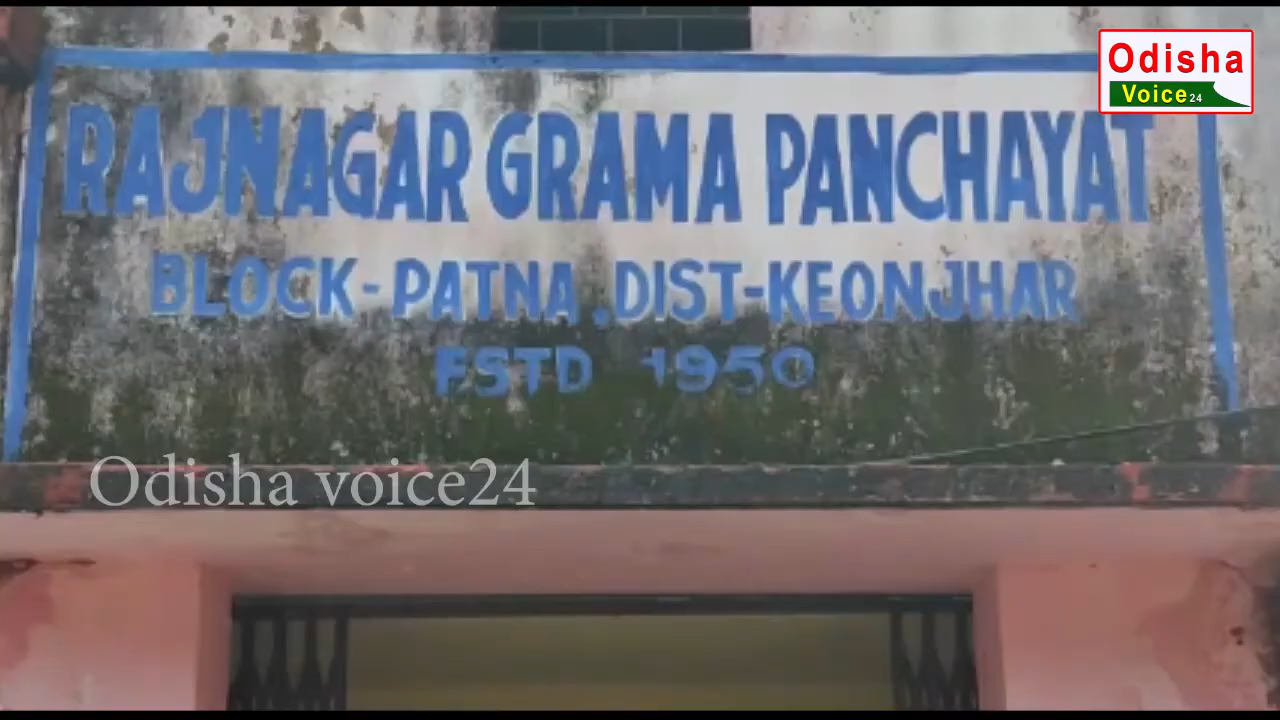 Odisha
Voice24
RAJNAGAR GRAMA PANCHAYAT
BLOCK-PATNA, DIST-KEONJHAR
ESTD 1950
Odisha voice24